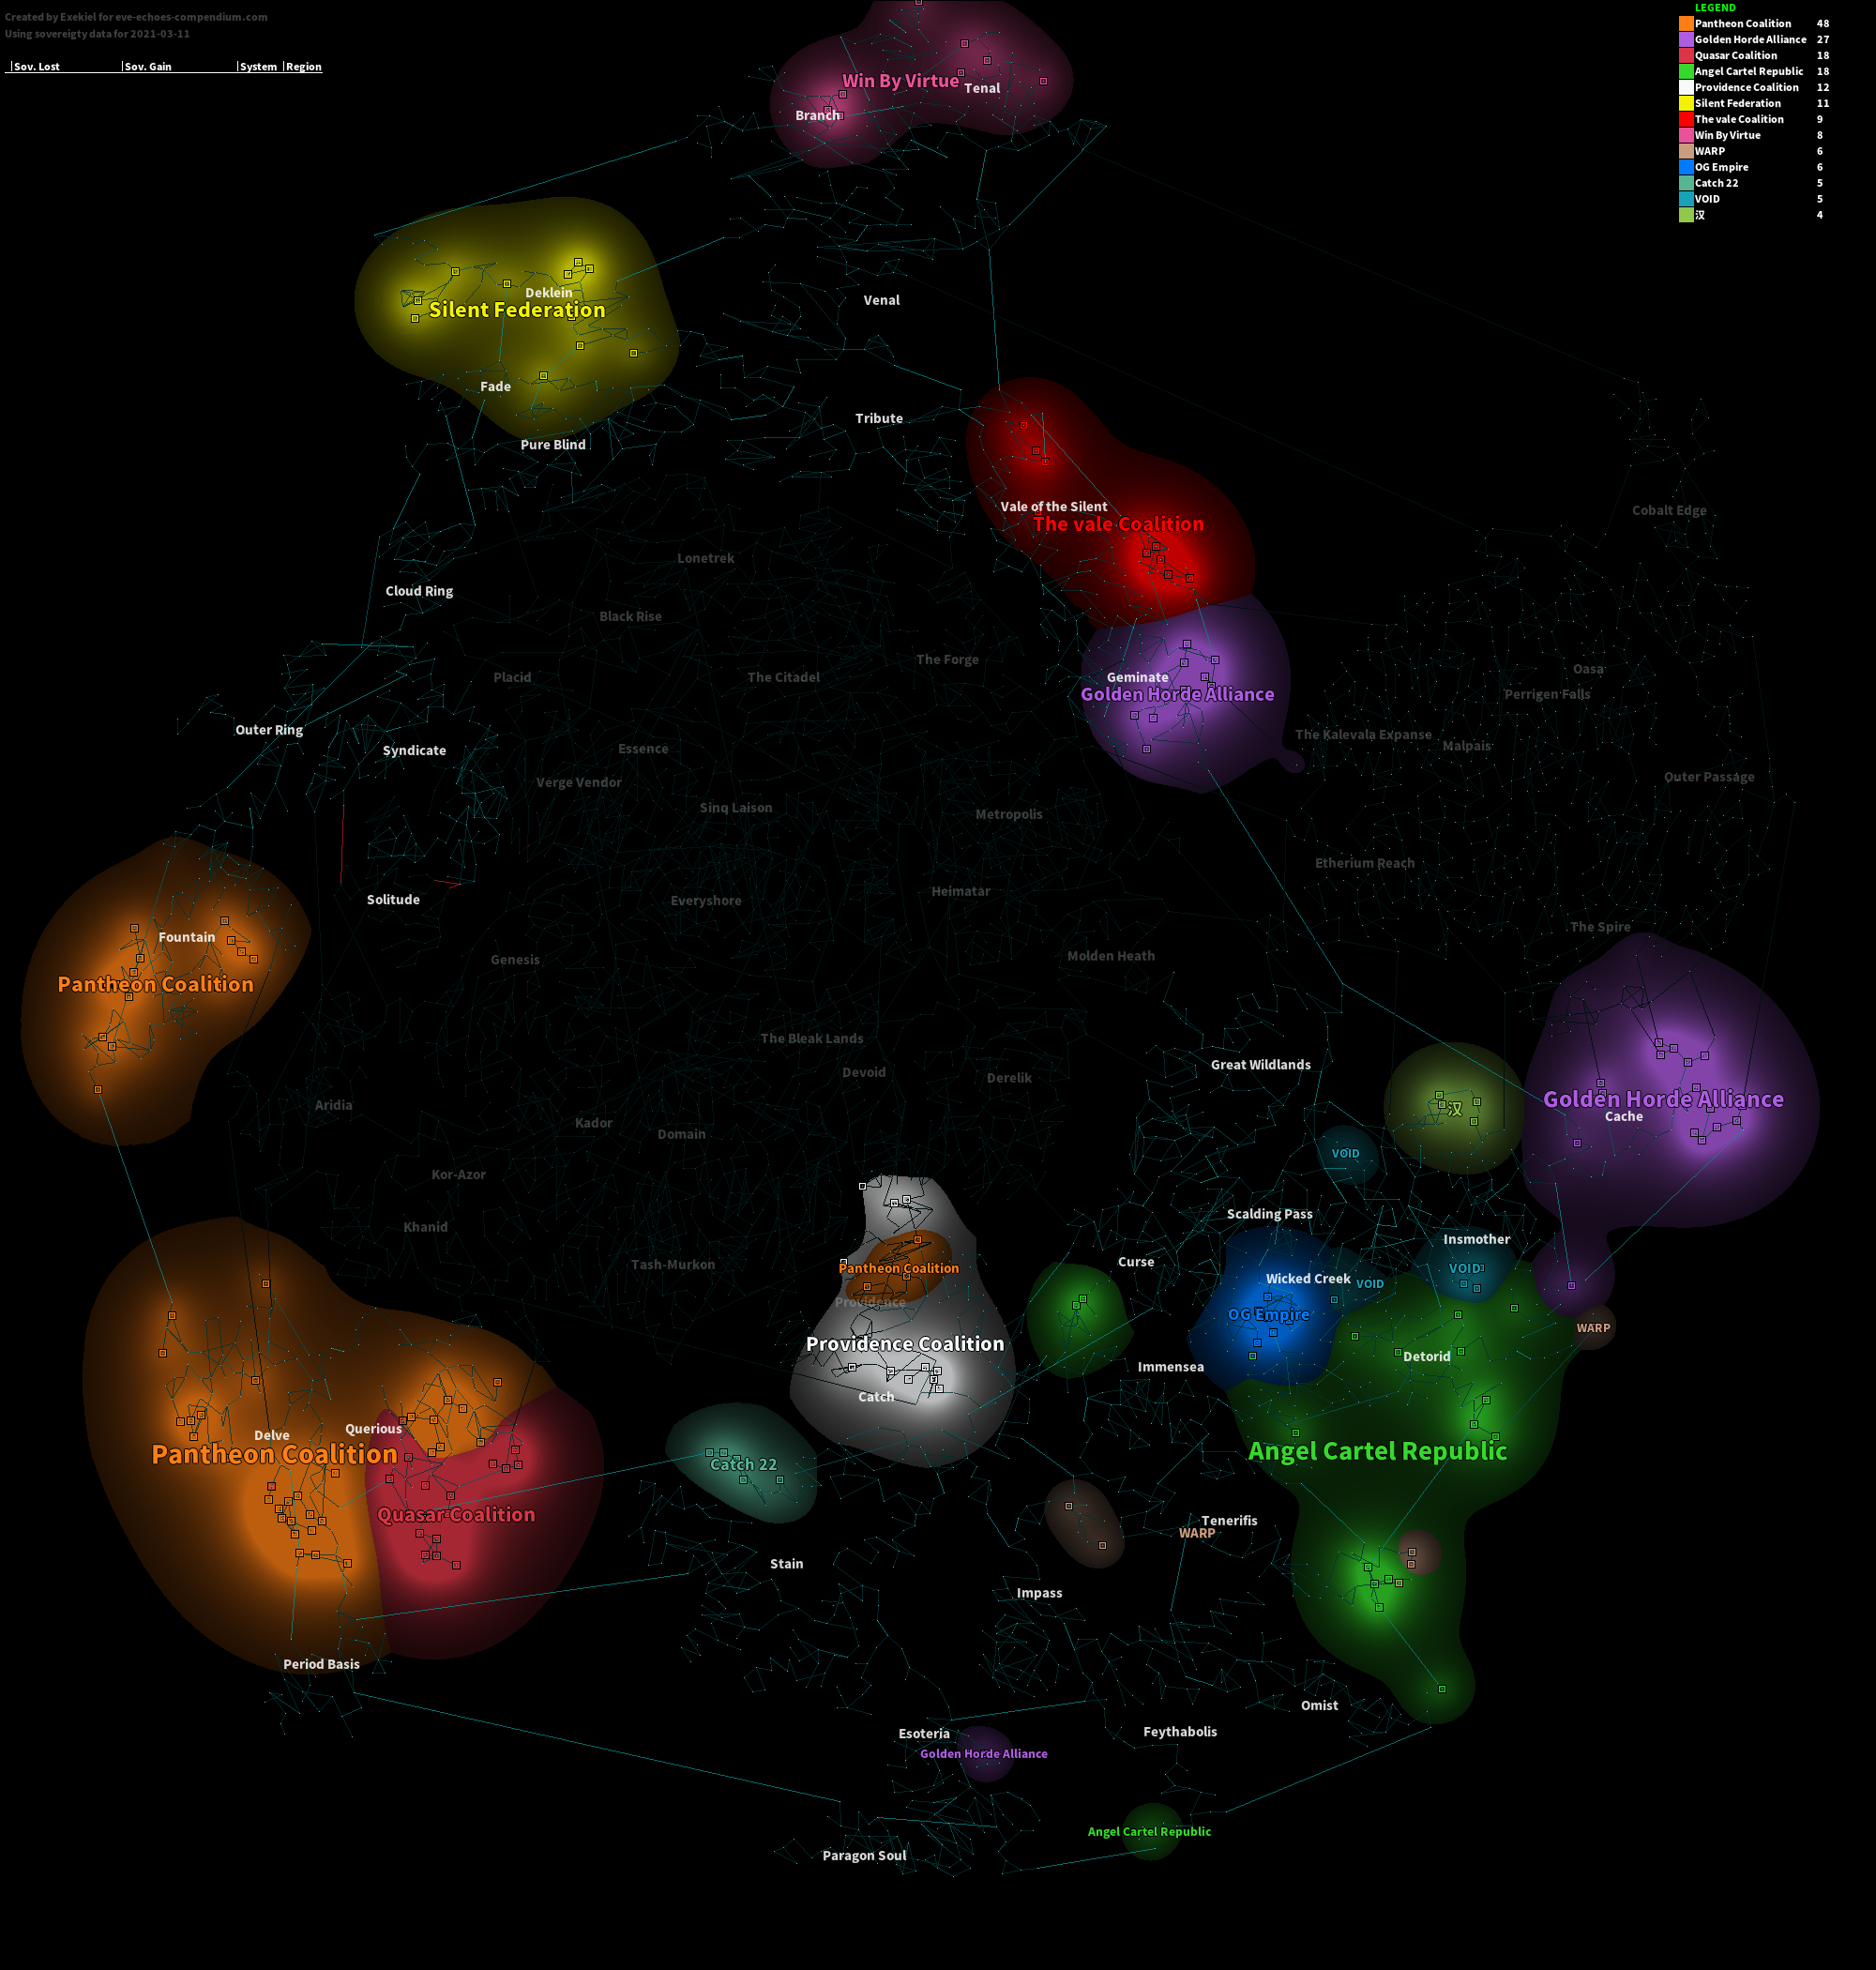 Created by Exekiel for eve-echoes-compendium.com
Using sovereigty data for 2021-03-11
Sov. Lost Sov. Gain System Region
LEGEND
Pantheon Coalition 48
Golden Horde Alliance 27
Quasar Coalition 18
Angel Cartel Republic 18
Providence Coalition 12
Silent Federation 11
The vale Coalition 9
Win By Virtue 8
WARP 6
OG Empire 6
Catch 22 5
VOID 5
汉 4
Win By Virtue
Tenal
Branch
Deklein
Silent Federation
Venal
Fade
Tribute
Pure Blind
Vale of the Silent
The vale Coalition
Cobalt Edge
Lonetrek
Cloud Ring
Black Rise
The Forge
Oasa
Placid
The Citadel
Geminate
Golden Horde Alliance
Perrigen Falls
Outer Ring
Syndicate
Essence
The Kalevala Expanse
Malpais
Verge Vendor
Outer Passage
Sinq Laison
Metropolis
Etherium Reach
Solitude
Everyshore
Heimatar
Fountain
The Spire
Pantheon Coalition
Genesis
Molden Heath
The Bleak Lands
Great Wildlands
Devoid
Derelik
Aridia
Golden Horde Alliance
汉
Cache
Kador
Domain
VOID
Kor-Azor
Khanid
Scalding Pass
Insmother
Tash-Murkon
Curse
Pantheon Coalition
VOID
Wicked Creek
VOID
Providence
OG Empire
WARP
Providence Coalition
Detorid
Immensea
Catch
Querious
Delve
Pantheon Coalition
Angel Cartel Republic
Catch 22
Quasar Coalition
Tenerifis
WARP
Stain
Impass
Period Basis
Omist
Esoteria
Feythabolis
Golden Horde Alliance
Angel Cartel Republic
Paragon Soul